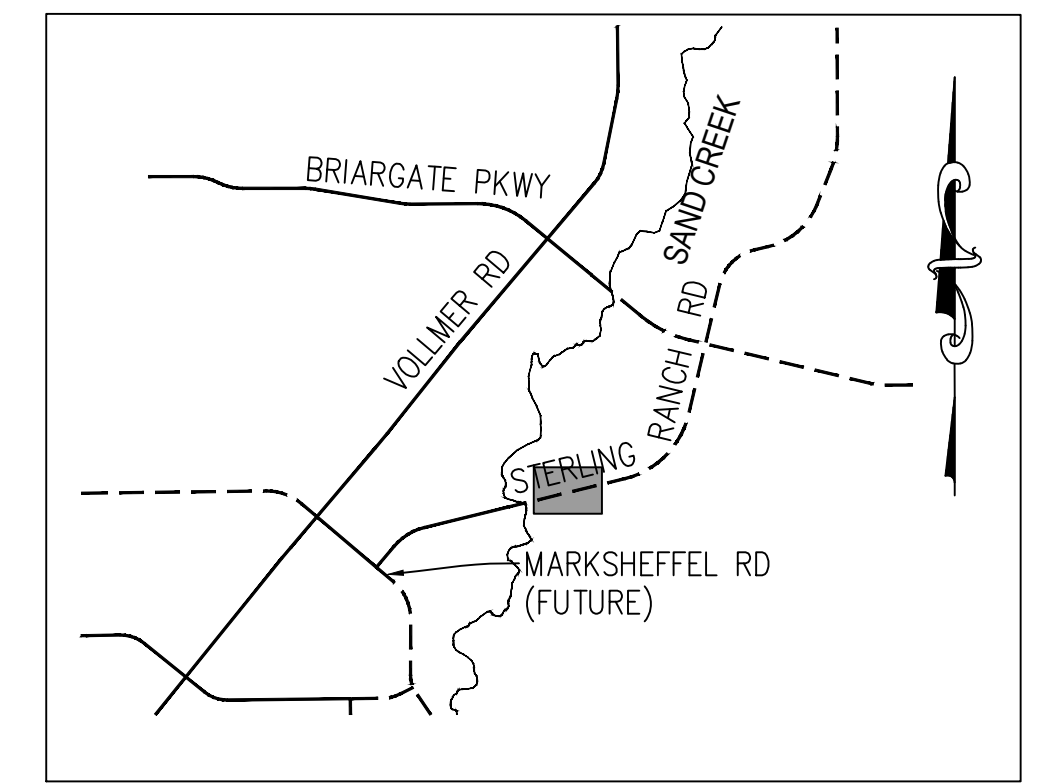 BRIARGATE PKWY
SAND CREEK
VOLLMER RD
STERLING RANCH RD
MARKSHEFFEL RD
(FUTURE)